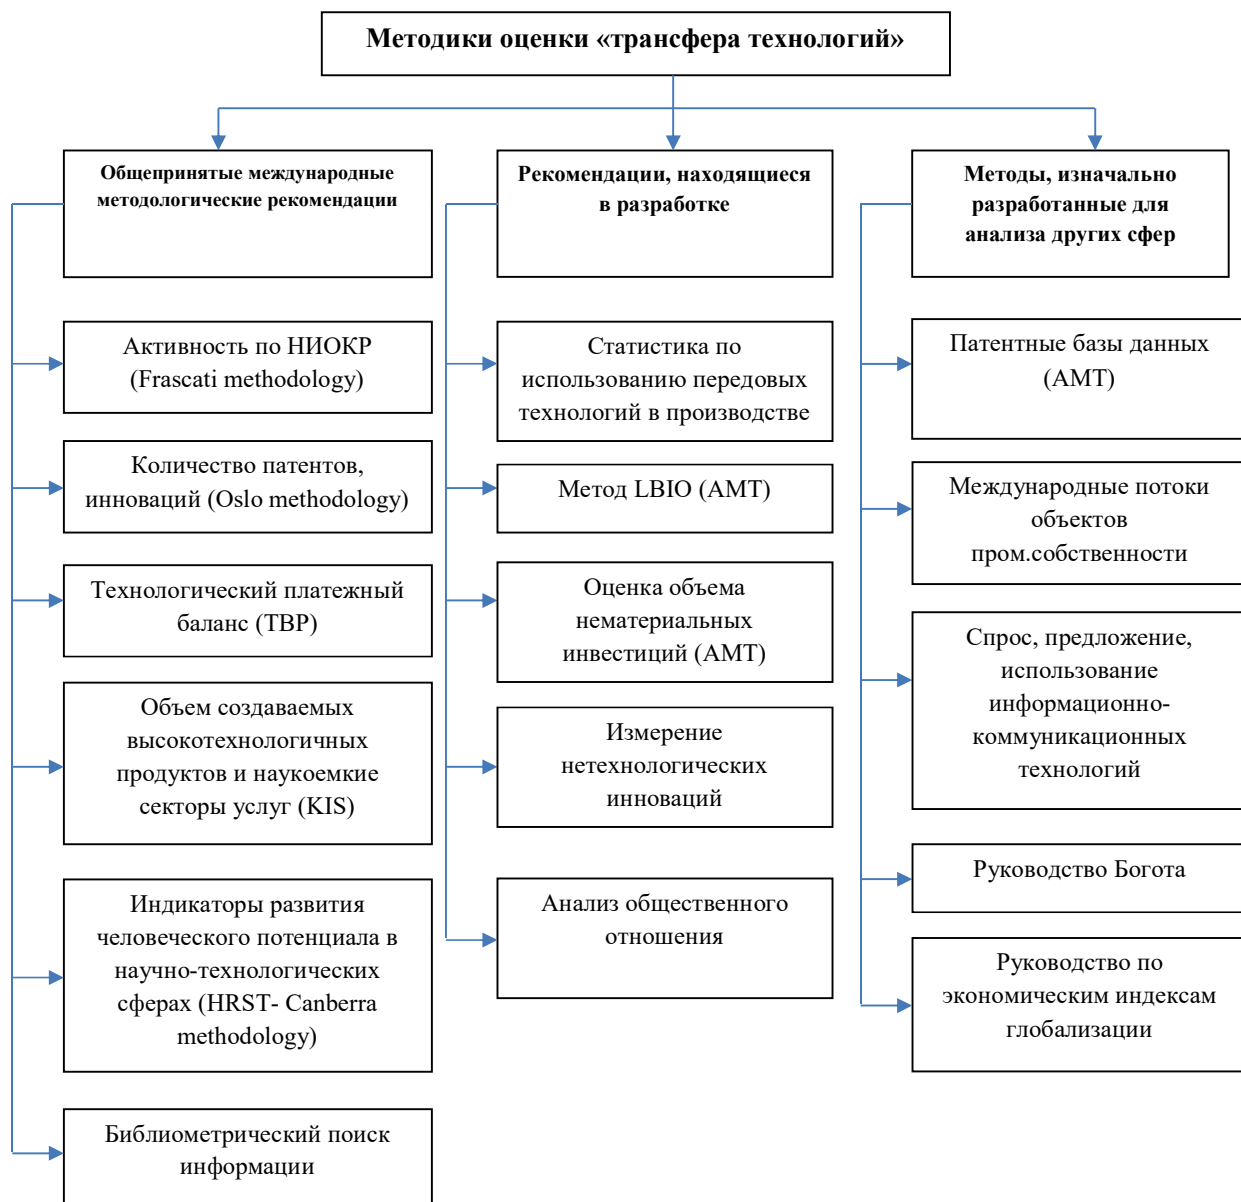 Методики оценки «трансфера технологий»
Общепринятые международные
методологические рекомендации
Активность по НИОКР
(Frascati methodology)
Количество патентов,
инноваций (Oslo methodology)
Технологический платежный
баланс (TBP)
Объем создаваемых
высокотехнологичных
продуктов и наукоемкие
секторы услуг (KIS)
Индикаторы развития
человеческого потенциала в
научно-технологических
сферах (HRST- Canberra
methodology)
Библиометрический поиск
информации
Рекомендации, находящиеся
в разработке
Статистика по
использованию передовых
технологий в производстве
Метод LBIO (AMT)
Оценка объема
нематериальных
инвестиций (AMT)
Измерение
нетехнологических
инноваций
Анализ общественного
отношения
Методы, изначально
разработанные для
анализа других сфер
Патентные базы данных
(AMT)
Международные потоки
объектов
пром.собственности
Спрос, предложение,
использование
информационно-
коммуникационных
технологий
Руководство Богота
Руководство по
экономическим индексам
глобализации